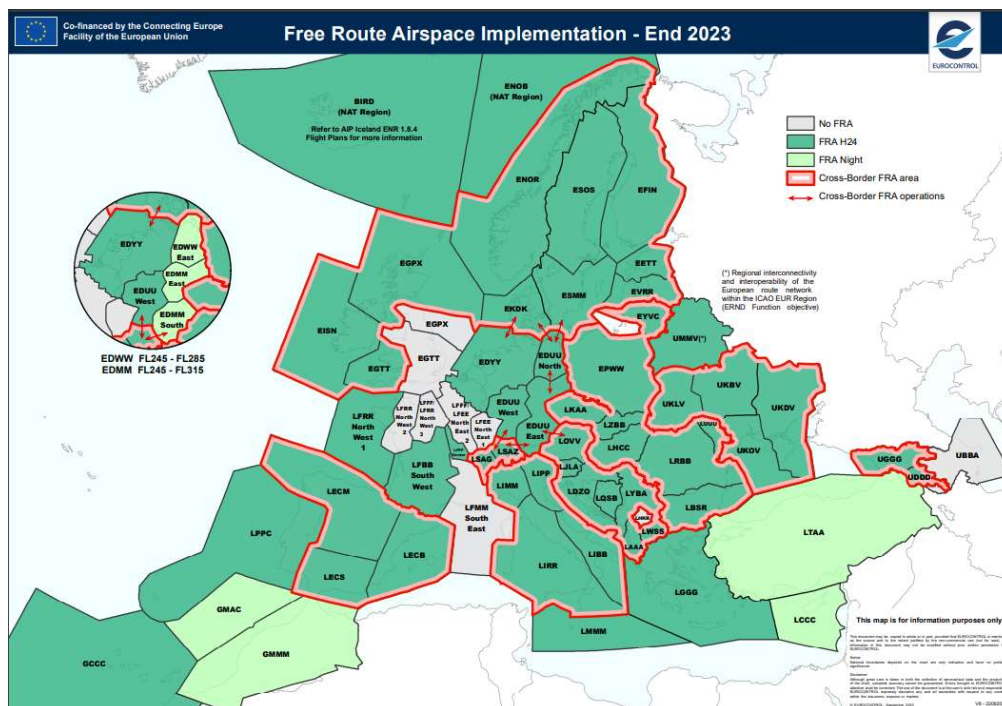 Co-financed by the Connecting Europe
Facility of the European Union
Free Route Airspace Implementation - End 2023
EUROCONTROL
BIRD
(NAT Region)
Refer to AIP Iceland ENR 1.8.4
Flight Plans for more information
ENOB
(NAT Region)
No FRA
FRA H24
FRA Night
Cross-Border FRA area
Cross-Border FRA operations
ENOR
ESOS
EFIN
EDYY
EDWW
East
EDMM
East
EDUU
West
EDMM
South
EDWW FL245 - FL285
EDMM FL245 - FL315
EGPX
EETT
(*) Regional interconnectivity
and interoperability of the
European route network
within the ICAO EUR Region
(ERND Function objective)
ESMM
EVRR
EISN
EKDK
EYVC
EGPX
UMMV(*)
EGTT
EGTT
EDYY
EDUU
North
EPWW
UKBV
UKLV
UKDV
LFRR
North
West
1
LFRR
North
West
2
LFFF/
LFRR
North
West
3
LFFF/
LFEE
North
East
2
LFEE
North
East
1
EDUU
West
EDUU
East
LKAA
LZBB
LOVV
LHCC
UKOV
LSAG
LSAZ
LRBB
UGGG
UBBA
UDDD
LFBB
South
West
LIMM
LIPP
LJLA
LDZO
LQSB
LYBA
LBSR
LWSS
LAAA
LFMM
South
East
LECM
LPPC
LECB
LECS
LIRR
LIBB
LTAA
LGGG
GMAC
GMMM
LMMM
LCCC
GCCC
This map is for information purposes only